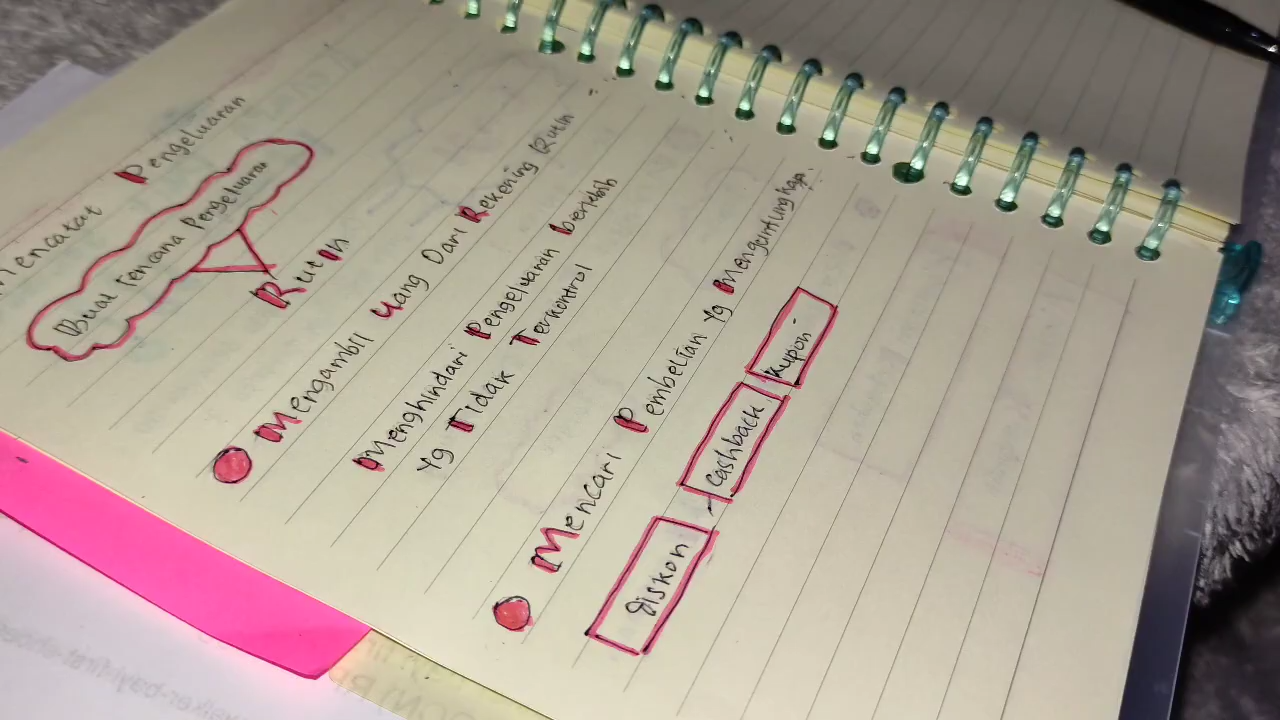 Mencatat Pengeluaran
Buat rencana Pengeluaran
Rutin
Mengambil uang Dari Rekening Rutin
Menghindari Pengeluaran berlebih
Yg Tidak Terkontrol
Mencari Pembelian Yg Menguntungkan
diskon, Cashback kupon.